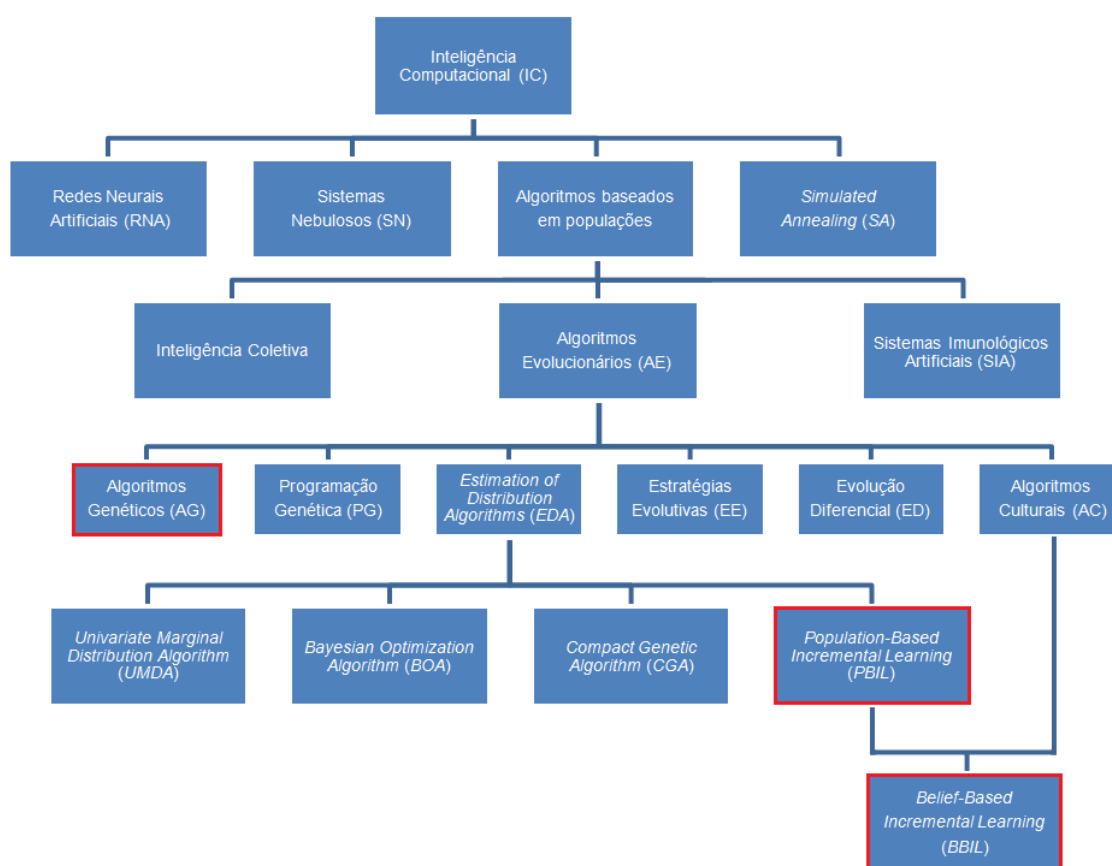 Inteligência
Computacional (IC)
Redes Neurais
Artificiais (RNA)
Sistemas
Nebulosos (SN)
Algoritmos baseados
em populações
Simulated
Annealing (SA)
Inteligência Coletiva
Algoritmos
Evolucionários (AE)
Sistemas Imunológicos
Artificiais (SIA)
Algoritmos
Genéticos (AG)
Programação
Genética (PG)
Estimation of
Distribution
Algorithms (EDA)
Estratégias
Evolutivas (EE)
Evolução
Diferencial (ED)
Algoritmos
Culturais (AC)
Univariate Marginal
Distribution Algorithm
(UMDA)
Bayesian Optimization
Algorithm (BOA)
Compact Genetic
Algorithm (CGA)
Population-Based
Incremental Learning
(PBIL)
Belief-Based
Incremental Learning
(BBIL)